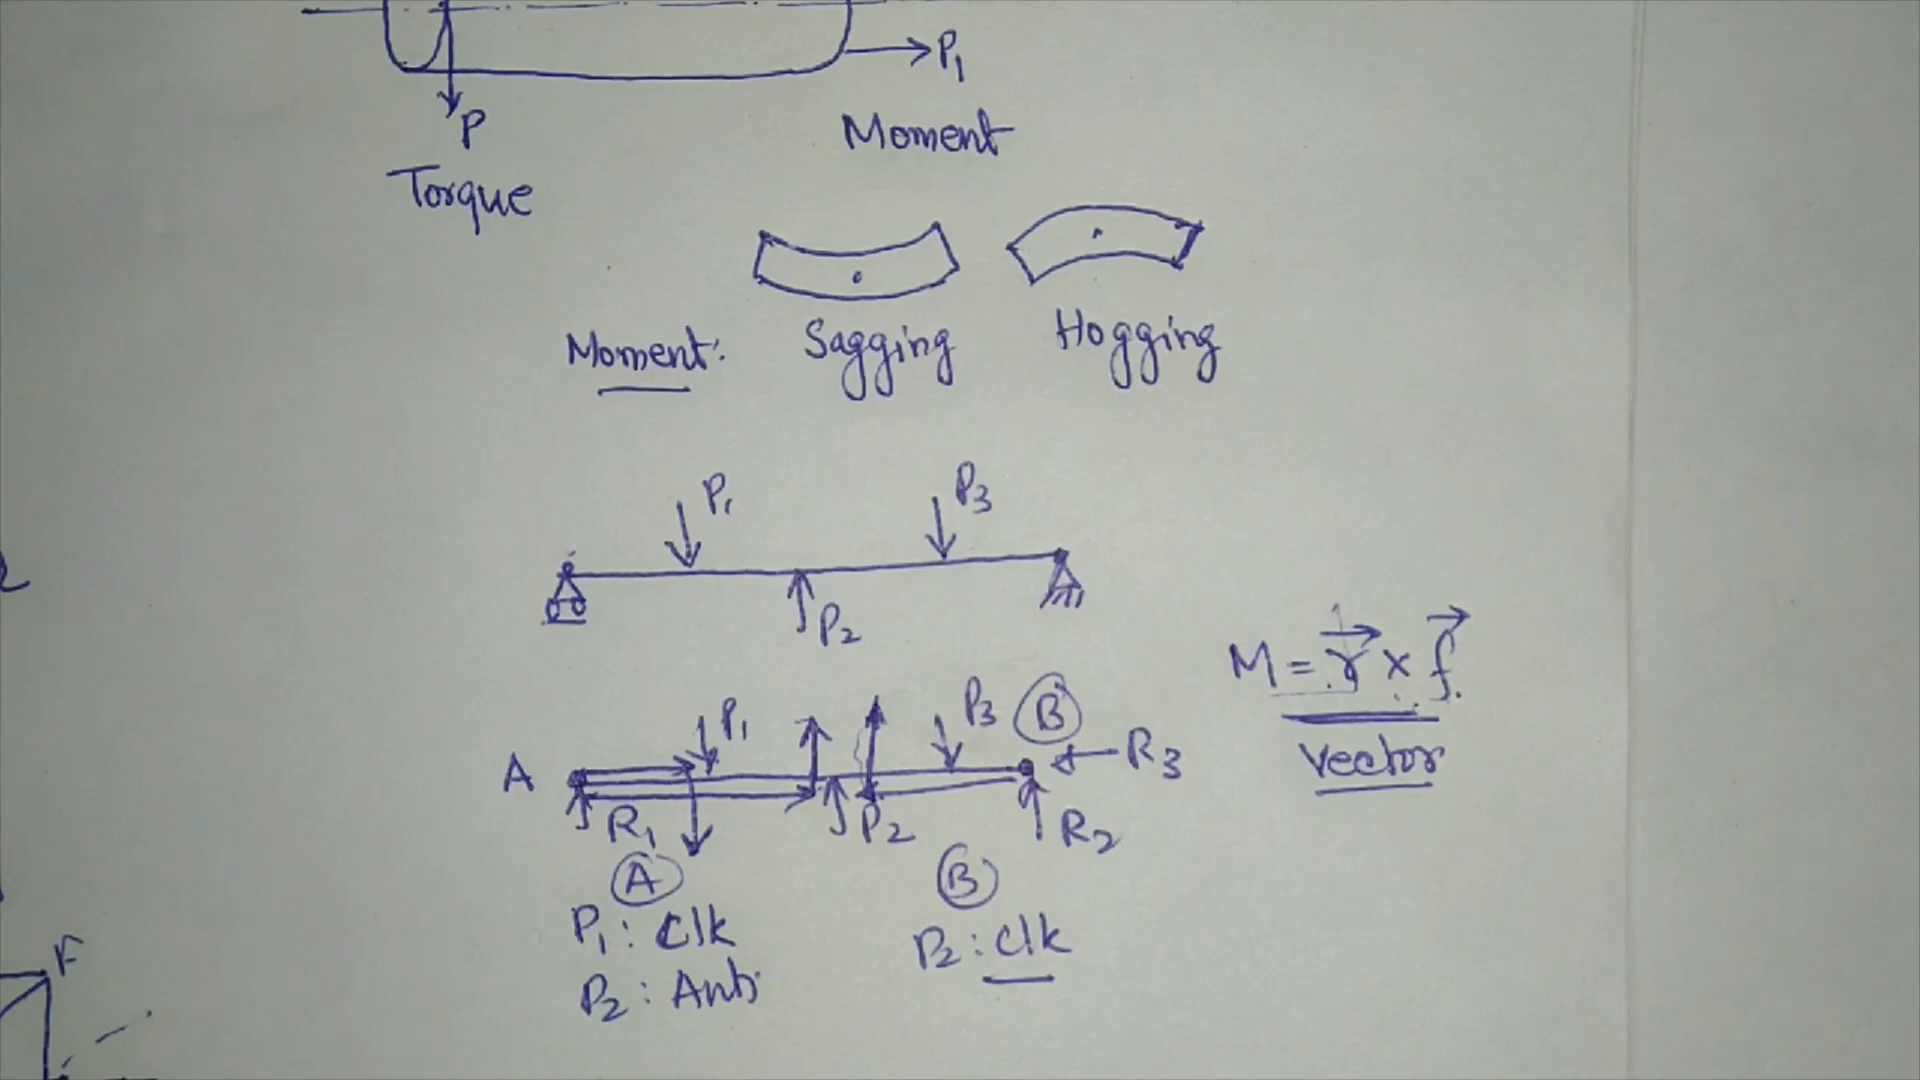 P1
P
Moment
Torque
Moment: Sagging Hogging
P1 P3
P2
M = r × f
vector
A P1 P3 B R3
R1 P2 R2
A B
P1 : Clk
P2 : clk
P2 : Anti
F